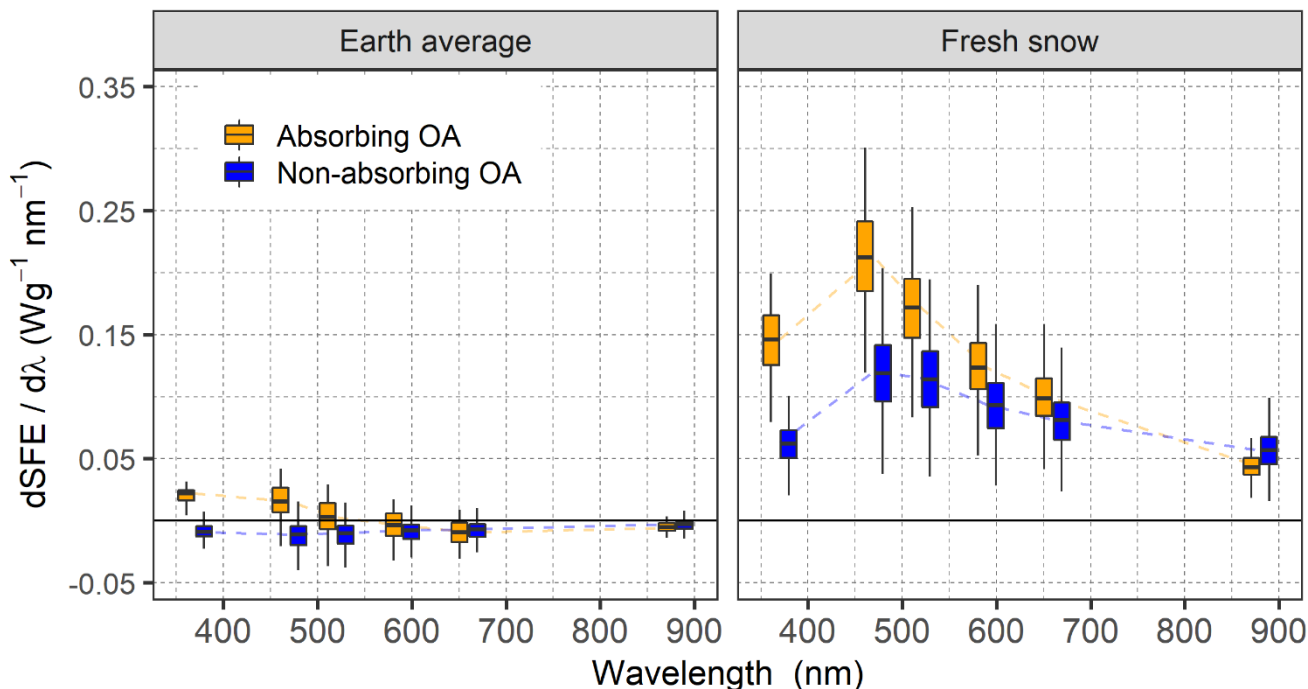 Earth average
Fresh snow
dSFE / dλ (Wg⁻¹ nm⁻¹)
0.35
0.25
0.15
0.05
-0.05
Absorbing OA
Non-absorbing OA
400 500 600 700 800 900
400 500 600 700 800 900
Wavelength (nm)